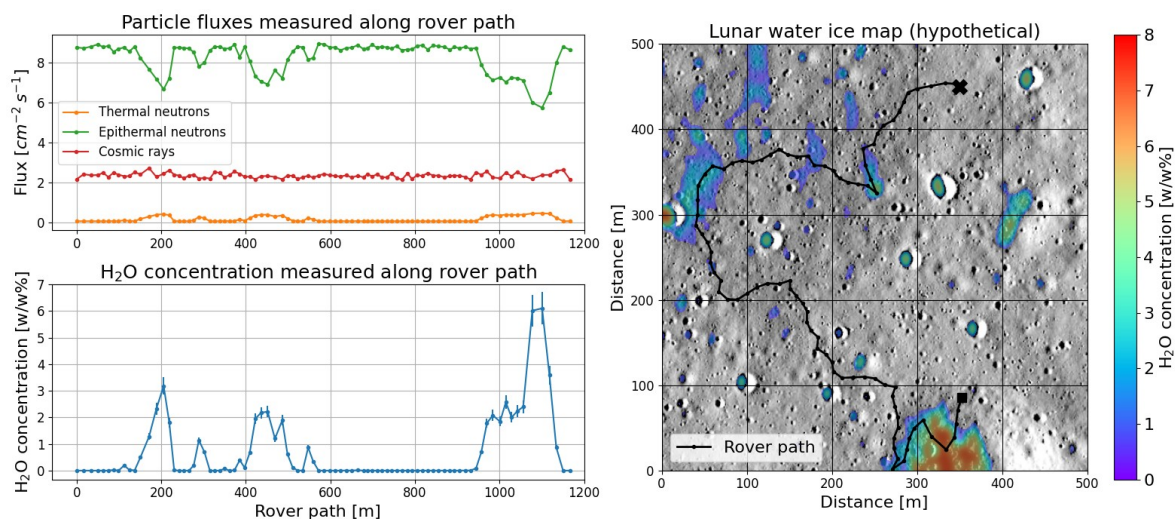 Particle fluxes measured along rover path
Flux [cm⁻² s⁻¹]
8
6
4
2
0
Thermal neutrons
Epithermal neutrons
Cosmic rays
0 200 400 600 800 1000 1200
H₂O concentration measured along rover path
H₂O concentration [w/w%]
7
6
5
4
3
2
1
0
0 200 400 600 800 1000 1200
Rover path [m]
Lunar water ice map (hypothetical)
Distance [m]
500
400
300
200
100
0
Rover path
0 100 200 300 400 500
Distance [m]
8
7
6
5
4
3
2
1
0
H₂O concentration [w/w%]